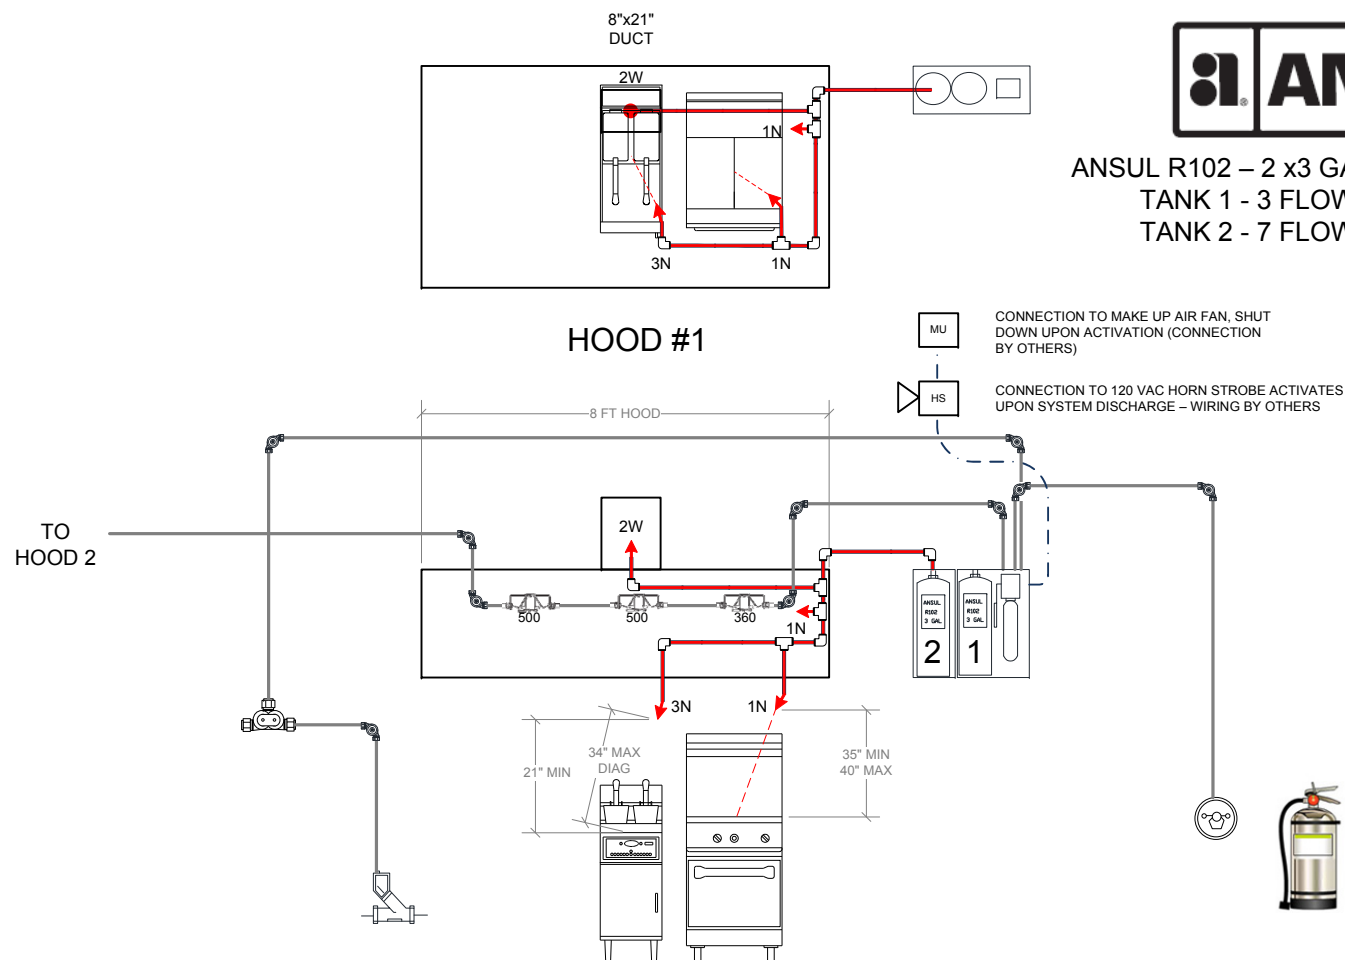 8"x21"
DUCT
2W
1N
3N
1N
a
ANSUL R102 – 2 x3 GA
TANK 1 - 3 FLOW
TANK 2 - 7 FLOW
HOOD #1
MU
CONNECTION TO MAKE UP AIR FAN, SHUT
DOWN UPON ACTIVATION (CONNECTION
BY OTHERS)
HS
CONNECTION TO 120 VAC HORN STROBE ACTIVATES
UPON SYSTEM DISCHARGE – WIRING BY OTHERS
8 FT HOOD
TO
HOOD 2
2W
500
500
360
1N
ANSUL
R102
3 GAL
2
ANSUL
R102
3 GAL
1
3N
1N
34" MAX
DIAG
21" MIN
35" MIN
40" MAX